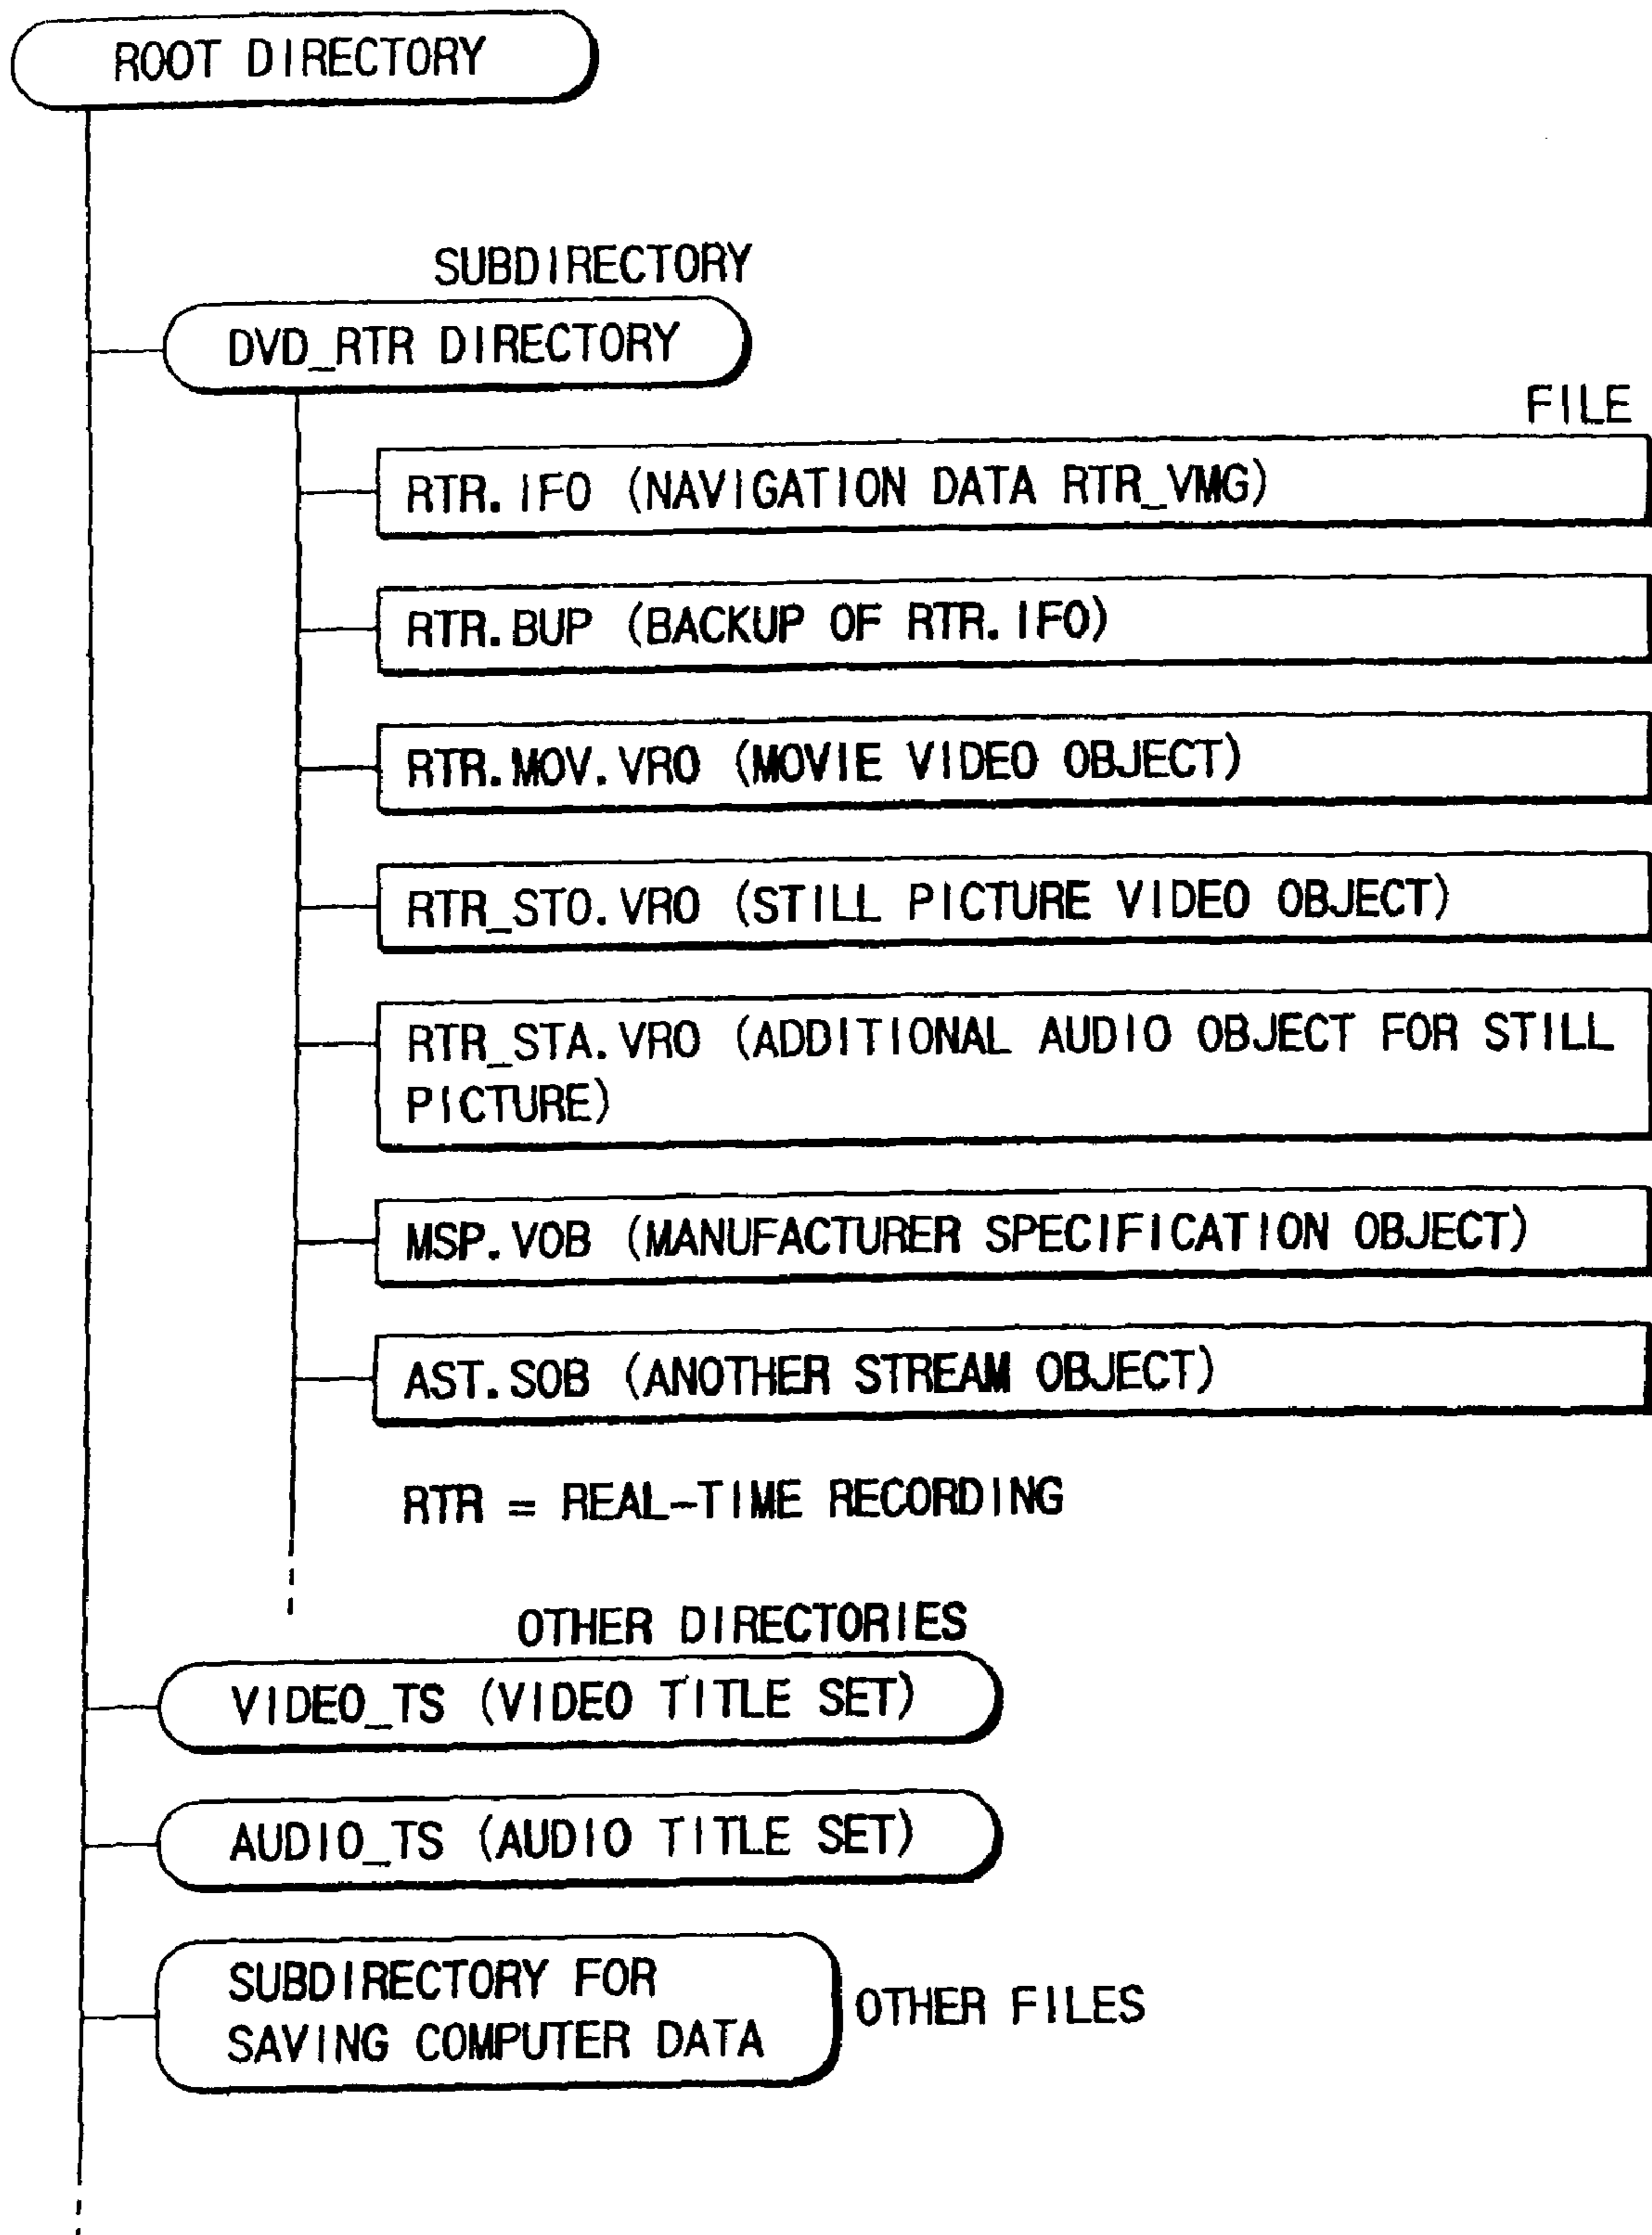 ROOT DIRECTORY
SUBDIRECTORY
DVD_RTR DIRECTORY
FILE
RTR.IFO (NAVIGATION DATA RTR_VMG)
RTR.BUP (BACKUP OF RTR.IFO)
RTR.MOV.VRO (MOVIE VIDEO OBJECT)
RTR_STO.VRO (STILL PICTURE VIDEO OBJECT)
RTR_STA.VRO (ADDITIONAL AUDIO OBJECT FOR STILL
PICTURE)
MSP.VOB (MANUFACTURER SPECIFICATION OBJECT)
AST.SOB (ANOTHER STREAM OBJECT)
RTR = REAL-TIME RECORDING
OTHER DIRECTORIES
VIDEO_TS (VIDEO TITLE SET)
AUDIO_TS (AUDIO TITLE SET)
SUBDIRECTORY FOR
SAVING COMPUTER DATA
OTHER FILES